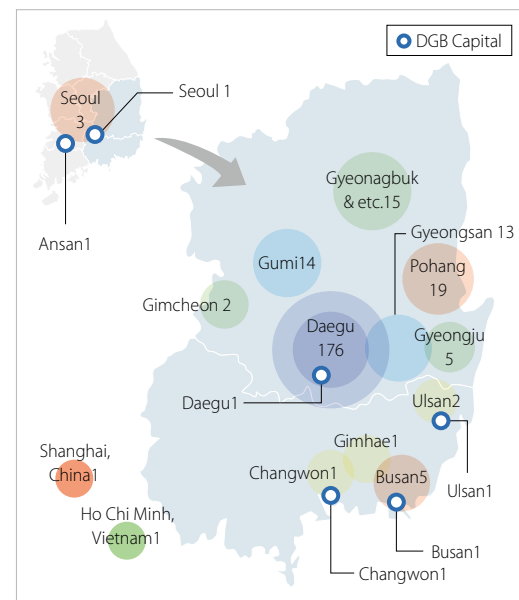 DGB Capital
Seoul
3
Seoul 1
Ansan1
Gyeonagbuk
& etc.15
Gyeongsan 13
Gumi14
Pohang
19
Gimcheon 2
Daegu
176
Gyeongju
5
Daegu1
Ulsan2
Gimhae1
Shanghai,
China1
Changwon1
Busan5
Ulsan1
Ho Chi Minh,
Vietnam1
Busan1
Changwon1